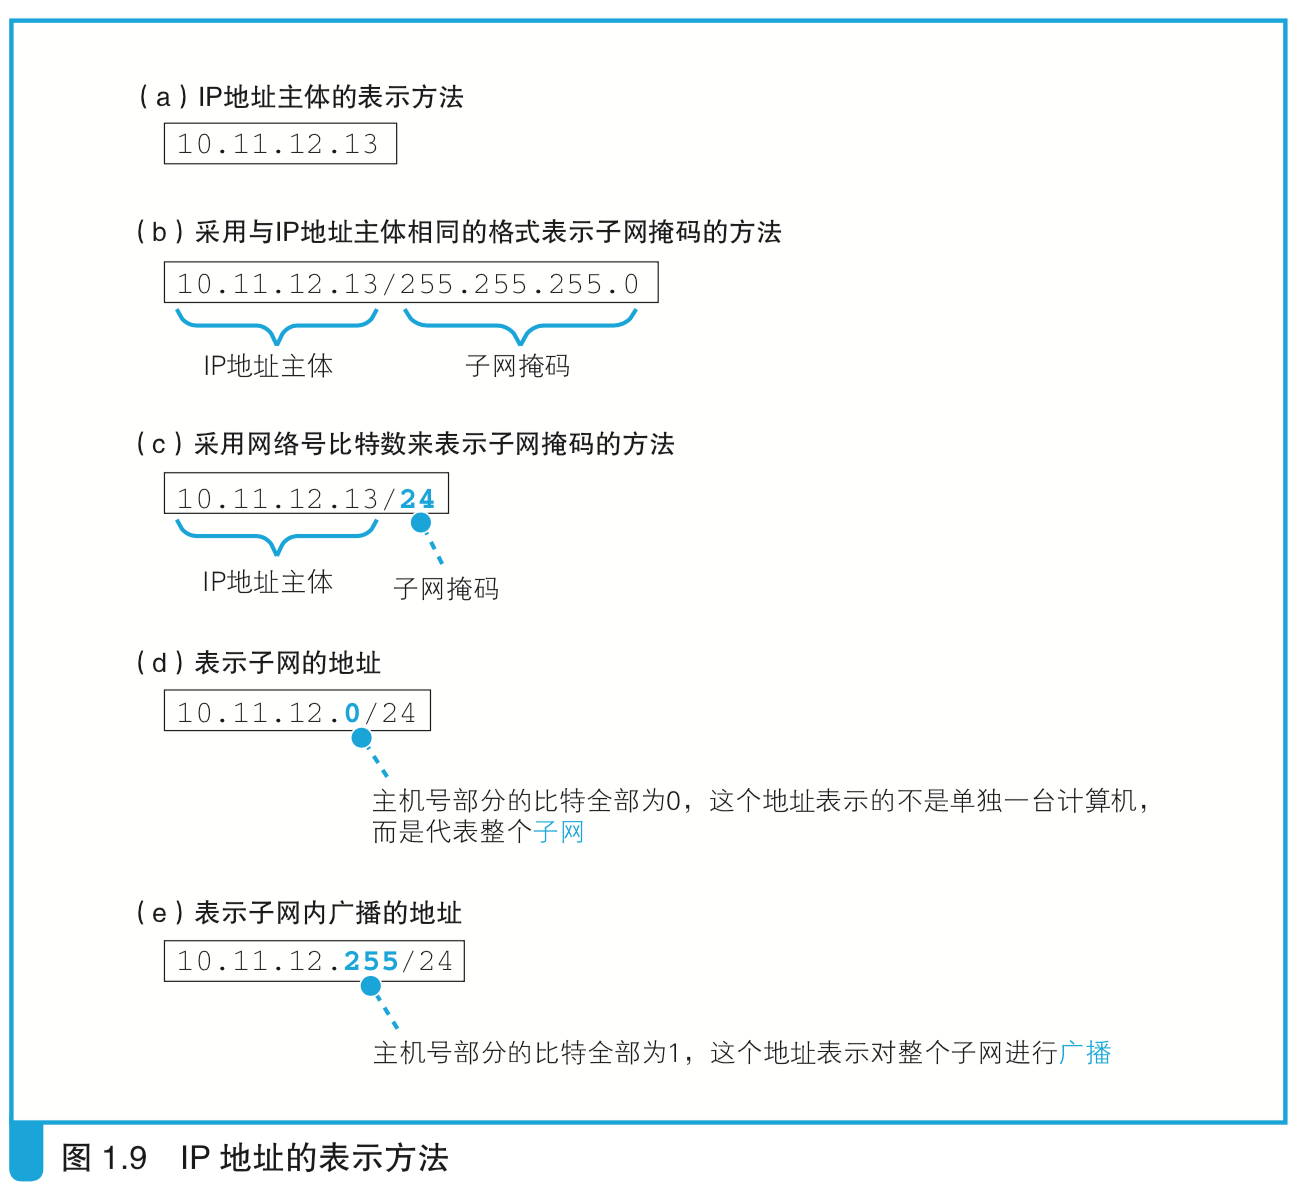 （a）IP地址主体的表示方法
10.11.12.13
（b）采用与IP地址主体相同的格式表示子网掩码的方法
10.11.12.13/255.255.255.0
IP地址主体 子网掩码
（c）采用网络号比特数来表示子网掩码的方法
10.11.12.13/24
IP地址主体 子网掩码
（d）表示子网的地址
10.11.12.0/24
主机号部分的比特全部为0，这个地址表示的不是单独一台计算机，
而是代表整个子网
（e）表示子网内广播的地址
10.11.12.255/24
主机号部分的比特全部为1，这个地址表示对整个子网进行广播
图 1.9 IP 地址的表示方法